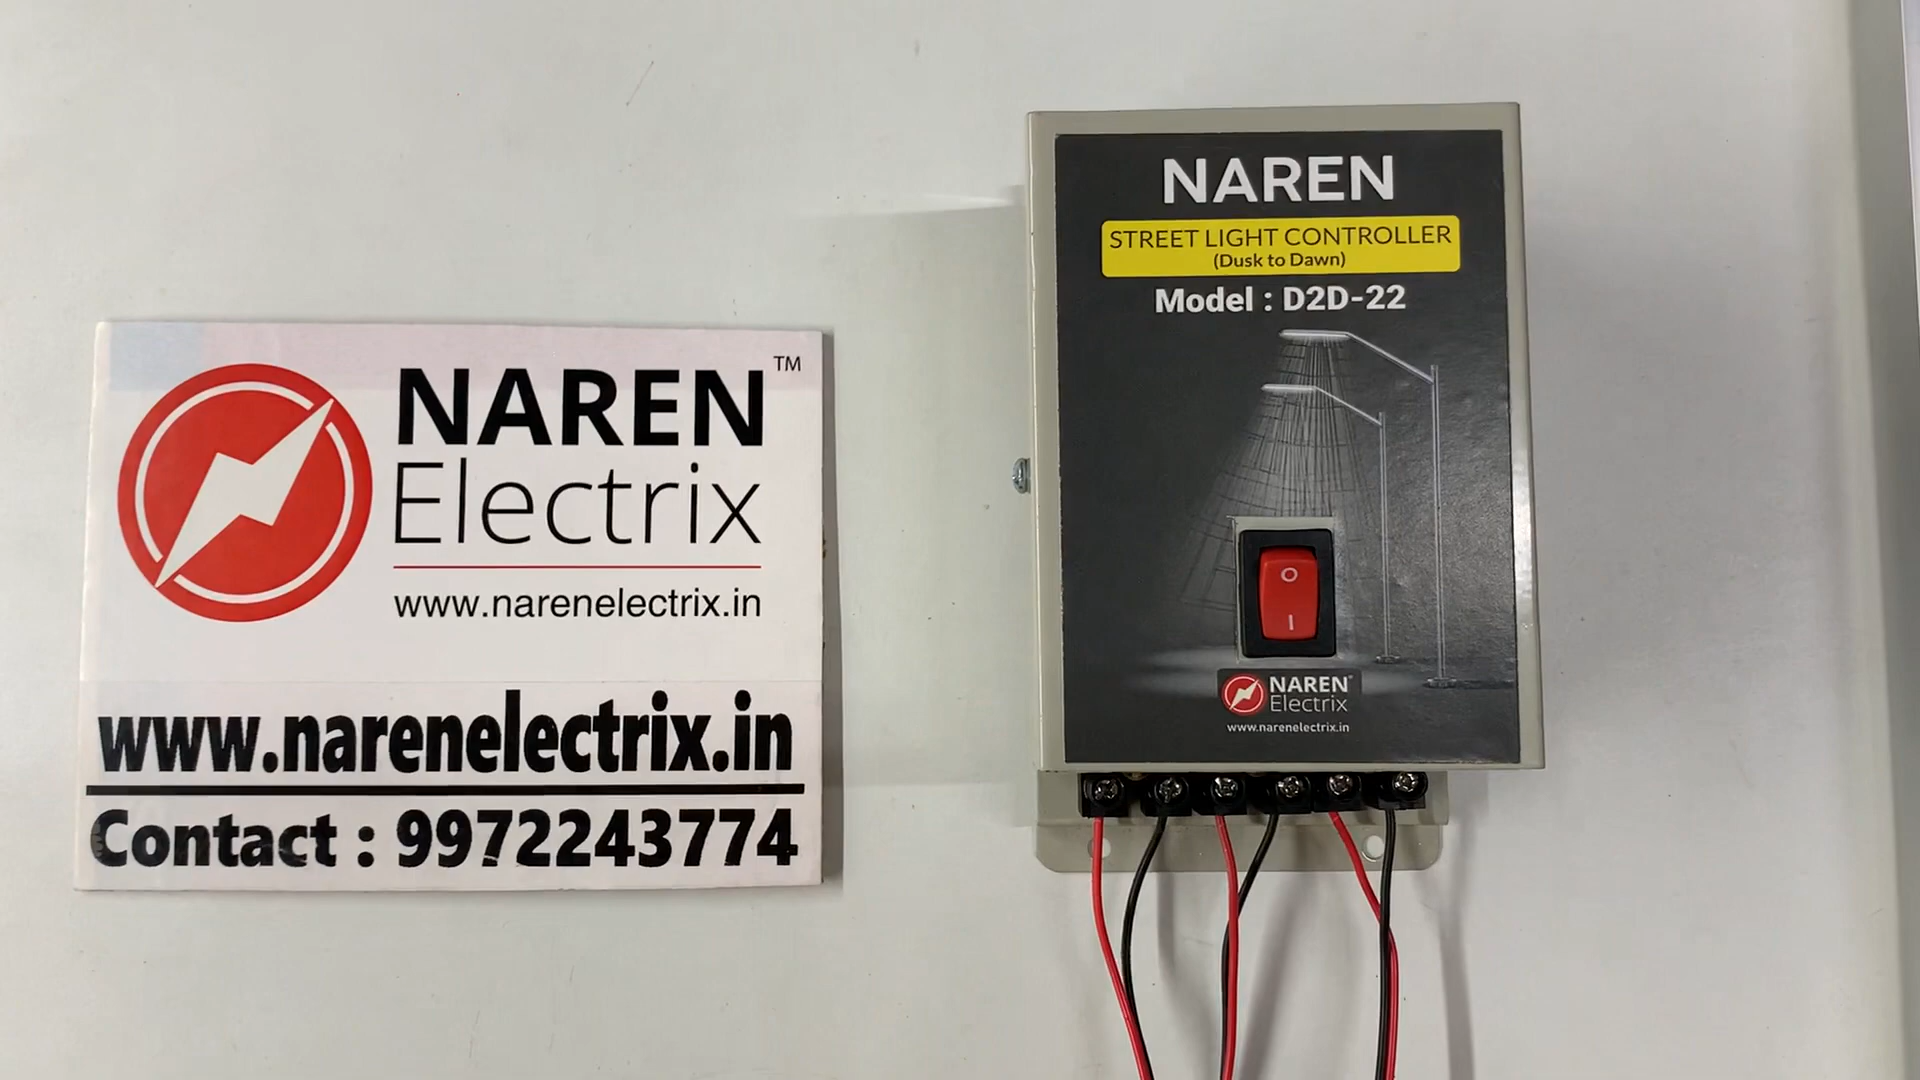 NAREN™
Electrix
www.narenelectrix.in
www.narenelectrix.in
Contact : 9972243774
NAREN
STREET LIGHT CONTROLLER
(Dusk to Dawn)
Model : D2D-22
O
I
NAREN
Electrix
www.narenelectrix.in